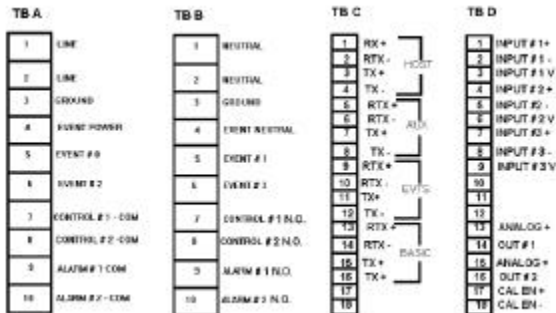 TB A
1 LINE
2 LINE
3 GROUND
4 EVENT POWER
5 EVENT # 0
6 EVENT # 2
7 CONTROL # 1 - COM
8 CONTROL # 2 - COM
9 ALARM # 1 COM
10 ALARM # 2 - COM
TB B
1 NEUTRAL
2 NEUTRAL
3 GROUND
4 EVENT NEUTRAL
5 EVENT # 1
6 EVENT # 3
7 CONTROL # 1 N.O.
8 CONTROL # 2 N.O.
9 ALARM # 1 N.O.
10 ALARM # 2 N.O.
TB C
1 RX +
2 RTX -
3 TX +
4 TX -
HOST
5 RTX +
6 RTX -
7 TX +
8 TX -
AUX
9 RTX +
10 RTX -
11 TX+
12 TX -
EVTS
13 RTX +
14 RTX -
15 TX +
16 TX +
BASIC
17
18
TB D
1 INPUT # 1+
2 INPUT # 1 -
3 INPUT # 1 V
4 INPUT # 2 +
5 INPUT # 2 -
6 INPUT # 2 V
7 INPUT # 3 +
8 INPUT # 3 -
9 INPUT # 3 V
10
11
12
13 ANALOG +
14 OUT # 1
15 ANALOG +
16 OUT # 2
17 CAL EN +
18 CAL EN -